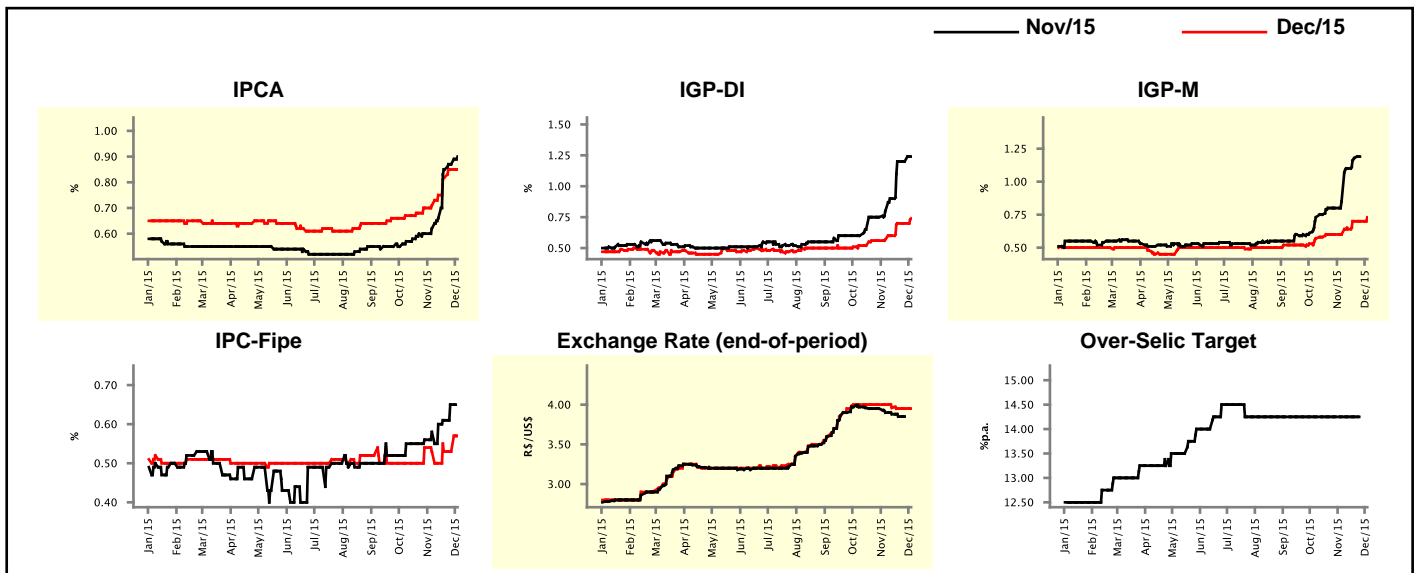 Nov/15 Dec/15
IPCA IGP-DI IGP-M
%
1.00
0.90
0.80
0.70
0.60
Jan/15 Feb/15 Mar/15 Apr/15 May/15 Jun/15 Jul/15 Aug/15 Sep/15 Oct/15 Nov/15 Dec/15
%
1.50
1.25
1.00
0.75
0.50
Jan/15 Feb/15 Mar/15 Apr/15 May/15 Jun/15 Jul/15 Aug/15 Sep/15 Oct/15 Nov/15 Dec/15
%
1.25
1.00
0.75
0.50
Jan/15 Feb/15 Mar/15 Apr/15 May/15 Jun/15 Jul/15 Aug/15 Sep/15 Oct/15 Nov/15 Dec/15
IPC-Fipe Exchange Rate (end-of-period) Over-Selic Target
%
0.70
0.60
0.50
0.40
Jan/15 Feb/15 Mar/15 Apr/15 May/15 Jun/15 Jul/15 Aug/15 Sep/15 Oct/15 Nov/15 Dec/15
R$/US$
4.00
3.50
3.00
Jan/15 Feb/15 Mar/15 Apr/15 May/15 Jun/15 Jul/15 Aug/15 Sep/15 Oct/15 Nov/15 Dec/15
%p.a.
15.00
14.50
14.00
13.50
13.00
12.50
Jan/15 Feb/15 Mar/15 Apr/15 May/15 Jun/15 Jul/15 Aug/15 Sep/15 Oct/15 Nov/15 Dec/15